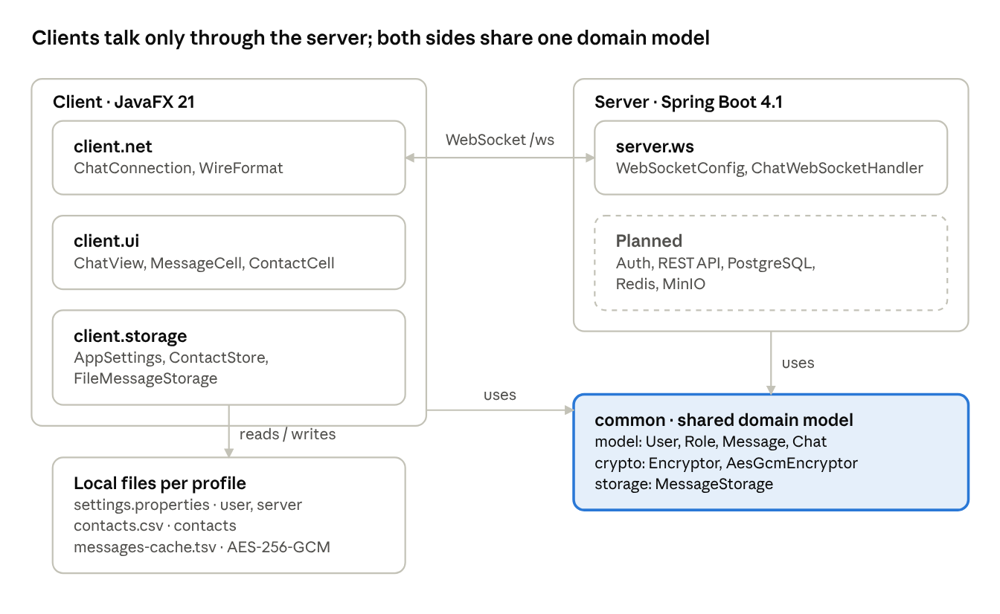 Clients talk only through the server; both sides share one domain model
Client · JavaFX 21
client.net
ChatConnection, WireFormat
client.ui
ChatView, MessageCell, ContactCell
client.storage
AppSettings, ContactStore,
FileMessageStorage
reads / writes
Local files per profile
settings.properties · user, server
contacts.csv · contacts
messages-cache.tsv · AES-256-GCM
WebSocket /ws
uses
Server · Spring Boot 4.1
server.ws
WebSocketConfig, ChatWebSocketHandler
Planned
Auth, REST API, PostgreSQL,
Redis, MinIO
uses
common · shared domain model
model: User, Role, Message, Chat
crypto: Encryptor, AesGcmEncryptor
storage: MessageStorage